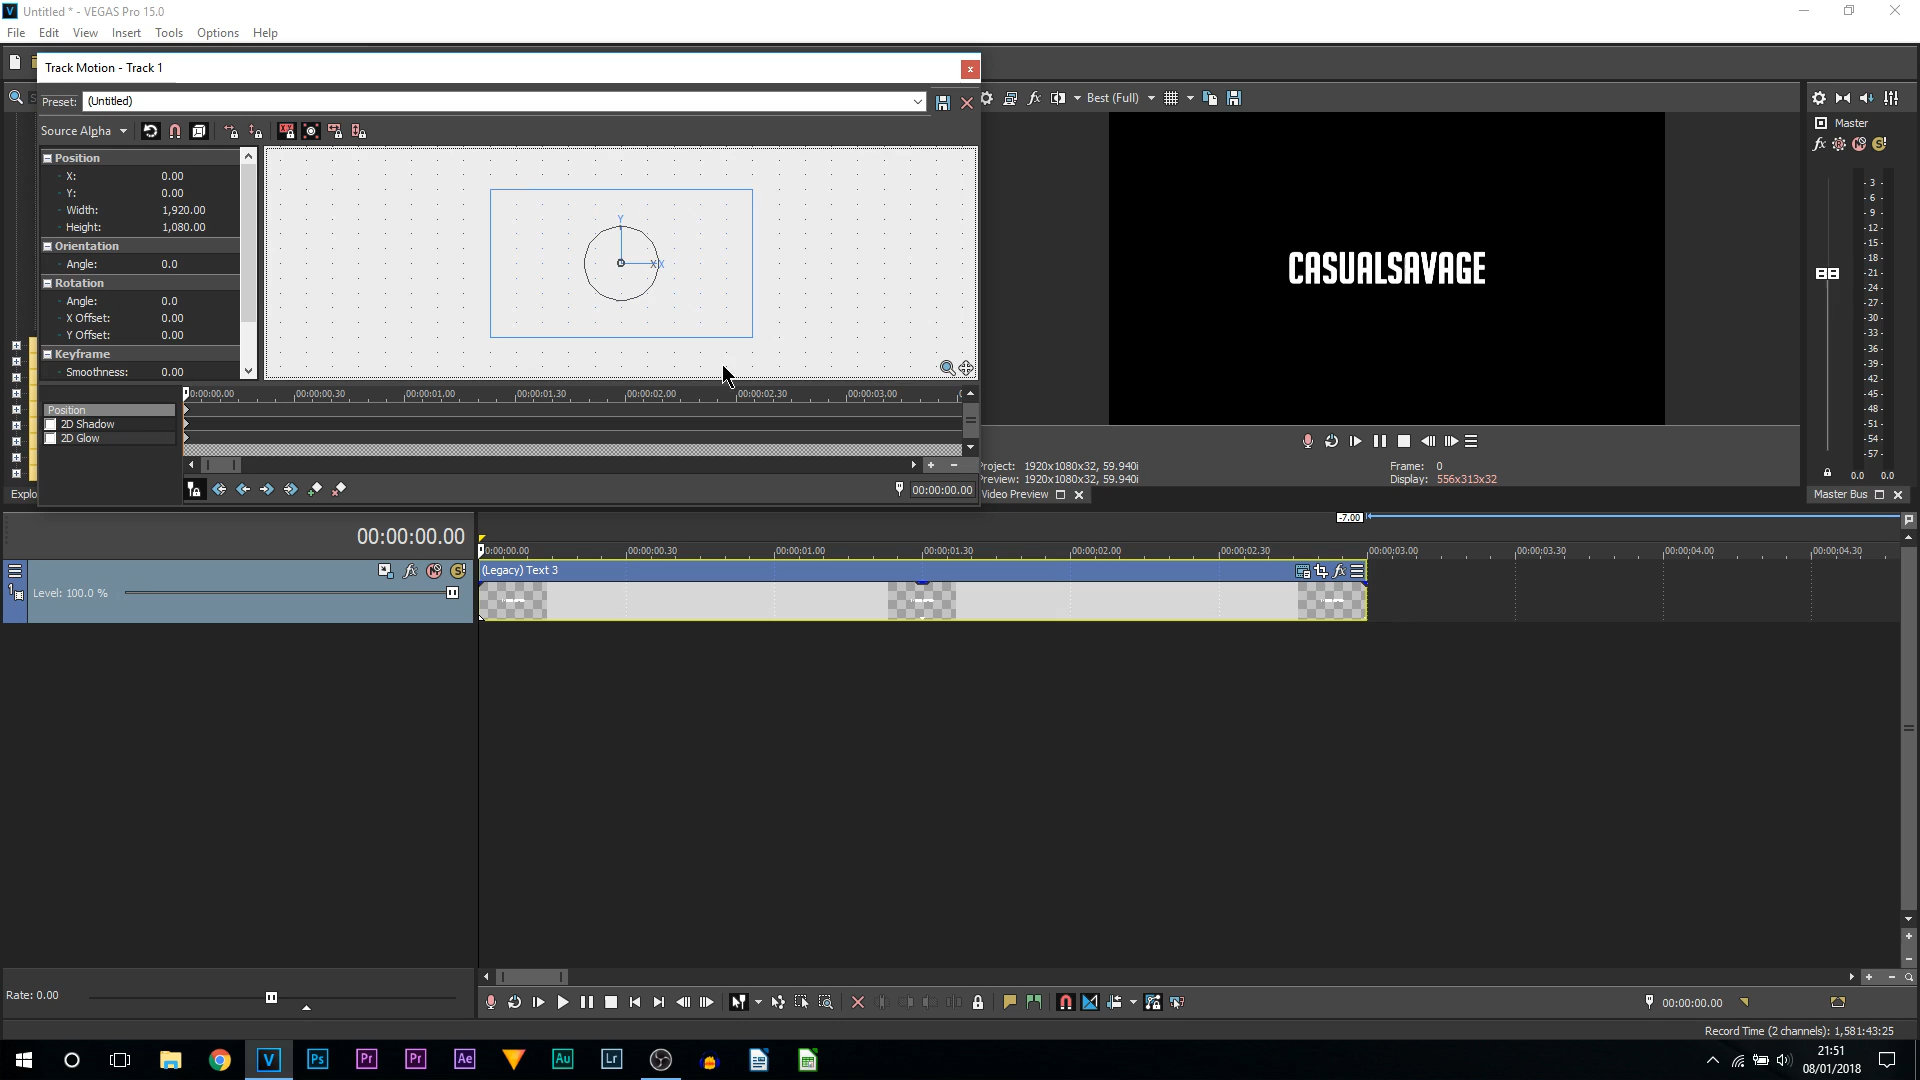 Untitled * - VEGAS Pro 15.0
File Edit View Insert Tools Options Help
Track Motion - Track 1
Preset: (Untitled)
Best (Full)
Source Alpha
Master
Position
X: 0.00
Y: 0.00
Width: 1,920.00
Height: 1,080.00
Orientation
Angle: 0.0
Rotation
Angle: 0.0
X Offset: 0.00
Y Offset: 0.00
Keyframe
Smoothness: 0.00
Y
X X
CASUALSAVAGE
- 3 -
- 6 -
- 9 -
- 12 -
- 15 -
- 18 -
- 21 -
- 24 -
- 27 -
- 30 -
- 33 -
- 36 -
- 39 -
- 42 -
- 45 -
- 48 -
- 51 -
- 54 -
- 57 -
0.0 0.0
00:00:00.00 00:00:00.30 00:00:01.00 00:00:01.30 00:00:02.00 00:00:02.30 00:00:03.00
Position
2D Shadow
2D Glow
00:00:00.00
Project: 1920x1080x32, 59.940i
Preview: 1920x1080x32, 59.940i
Frame: 0
Display: 556x313x32
Explo
Video Preview
Master Bus
-7.00
00:00:00.00
0:00:00.00 00:00:00.30 00:00:01.00 00:00:01.30 00:00:02.00 00:00:02.30 00:00:03.00 00:00:03.30 00:00:04.00 00:00:04.30
(Legacy) Text 3
1
Level: 100.0 %
Rate: 0.00
00:00:00.00
Record Time (2 channels): 1,581:43:25
V Ps Pr Pr Ae Au Lr
21:51
08/01/2018